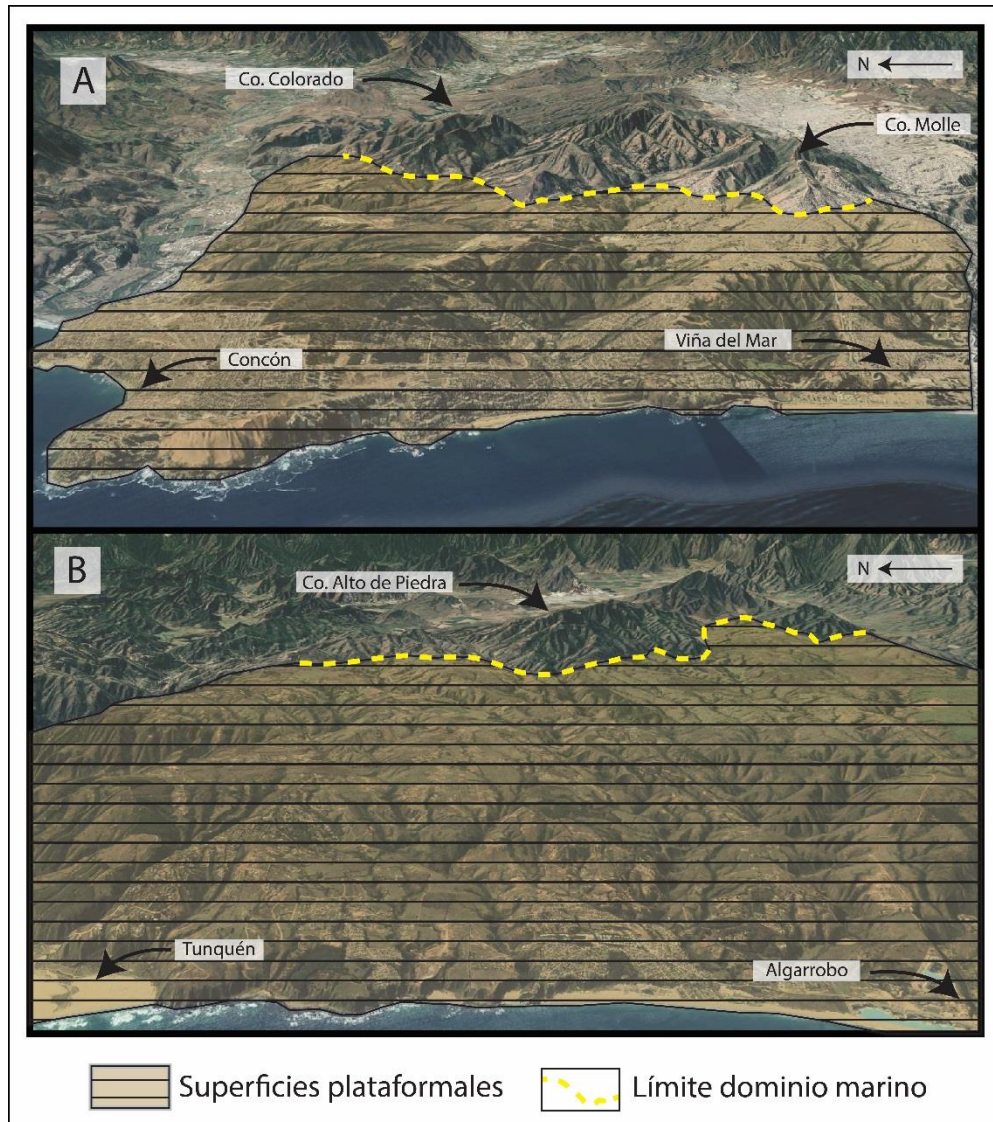 A
N
Co. Colorado
Co. Molle
Viña del Mar
Concón
B
N
Co. Alto de Piedra
Tunquén
Algarrobo
Superficies plataformales
Límite dominio marino